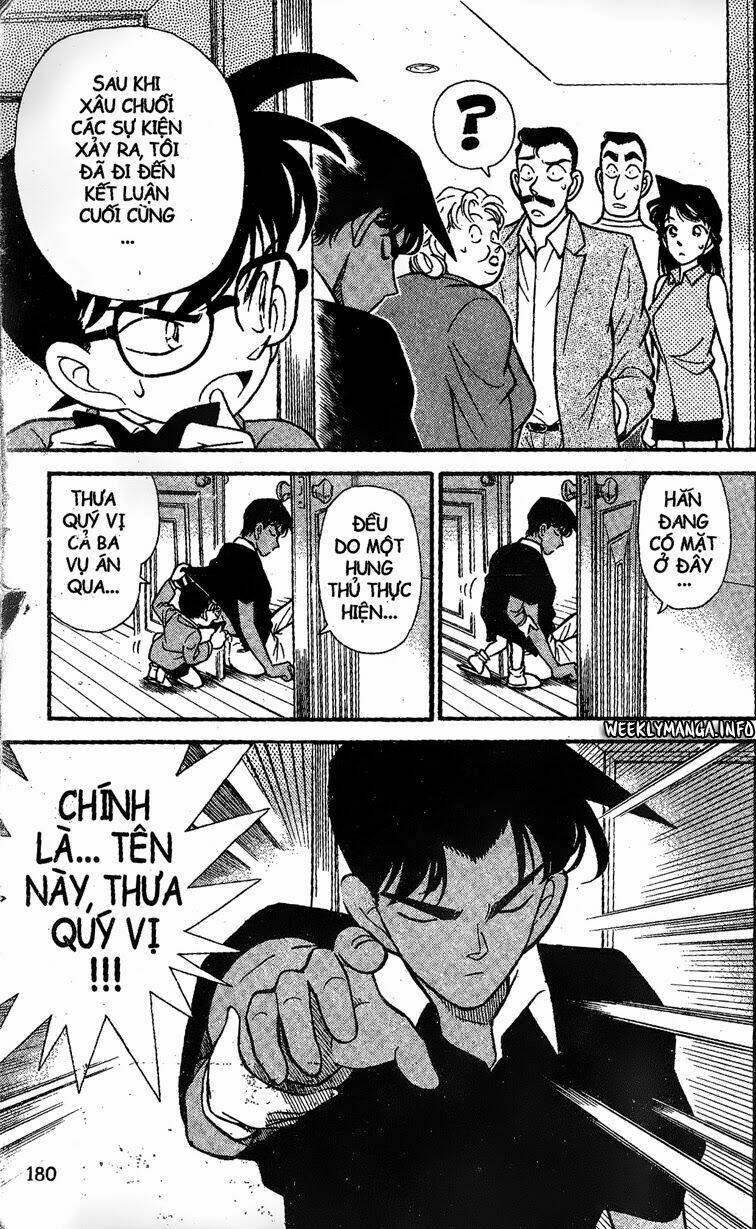 SAU KHI
XÂU CHUỖI
CÁC SỰ KIỆN
XẢY RA, TÔI
ĐÃ ĐI ĐẾN
KẾT LUẬN
CUỐI CÙNG
...
?
THƯA
QUÝ VỊ
CẢ BA
VỤ ÁN
QUA...
ĐỀU
DO MỘT
HUNG
THỦ THỰC
HIỆN...
HẮN
ĐANG
CÓ MẶT
Ở ĐÂY
...
WEEKLYMANGA.INFO
CHÍNH
LÀ... TÊN
NÀY, THƯA
QUÝ VỊ
!!!
180